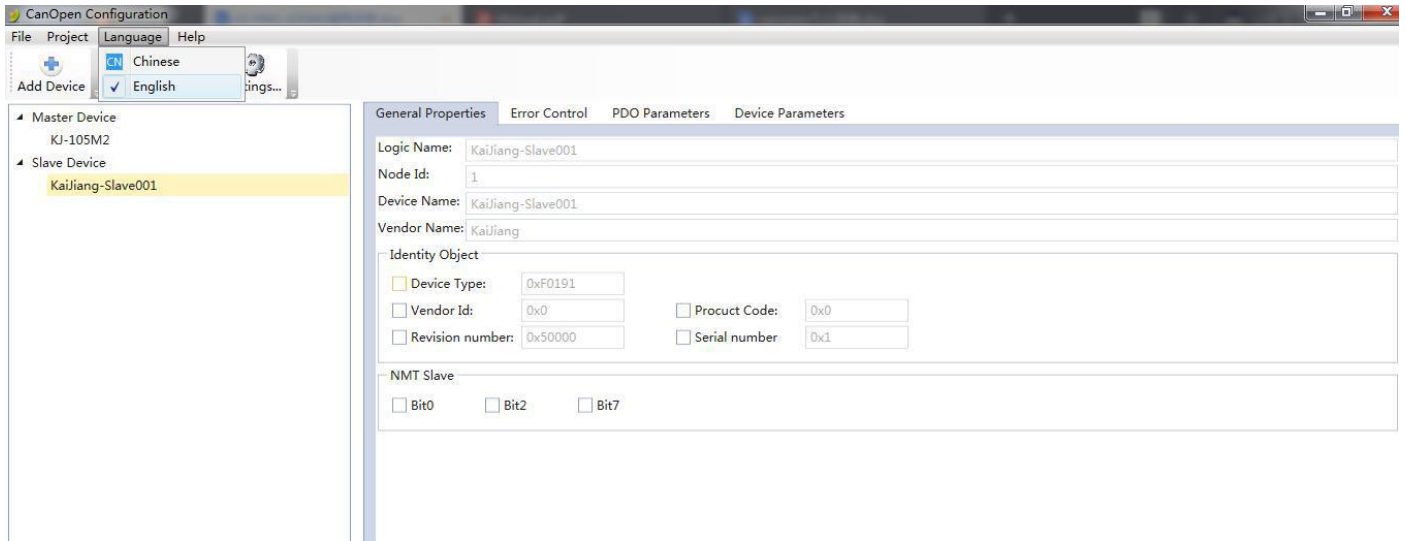 CanOpen Configuration
File Project Language Help
CN Chinese
English
Add Device
tings...
Master Device
KJ-105M2
Slave Device
KaiJiang-Slave001
General Properties Error Control PDO Parameters Device Parameters
Logic Name: KaiJiang-Slave001
Node Id: 1
Device Name: KaiJiang-Slave001
Vendor Name: KaiJiang
Identity Object
Device Type: 0xF0191
Vendor Id: 0x0 Procuct Code: 0x0
Revision number: 0x50000 Serial number 0x1
NMT Slave
Bit0 Bit2 Bit7